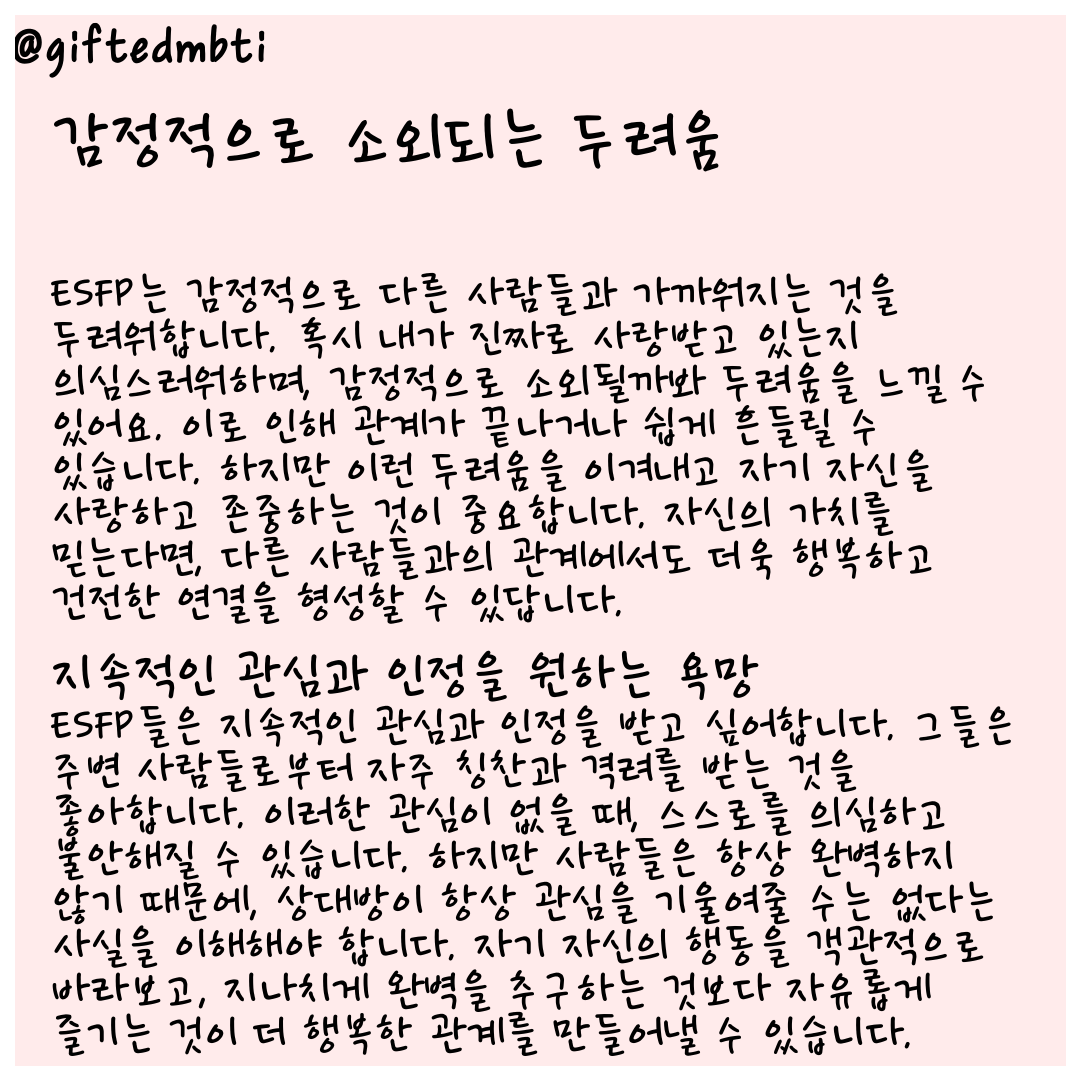 @giftedmbti
감정적으로 소외되는 두려움
ESFP는 감정적으로 다른 사람들과 가까워지는 것을
두려워합니다. 혹시 내가 진짜로 사랑받고 있는지
의심스러워하며, 감정적으로 소외될까봐 두려움을 느낄 수
있어요. 이로 인해 관계가 끝나거나 쉽게 흔들릴 수
있습니다. 하지만 이런 두려움을 이겨내고 자기 자신을
사랑하고 존중하는 것이 중요합니다. 자신의 가치를
믿는다면, 다른 사람들과의 관계에서도 더욱 행복하고
건전한 연결을 형성할 수 있답니다.
지속적인 관심과 인정을 원하는 욕망
ESFP들은 지속적인 관심과 인정을 받고 싶어합니다. 그들은
주변 사람들로부터 자주 칭찬과 격려를 받는 것을
좋아합니다. 이러한 관심이 없을 때, 스스로를 의심하고
불안해질 수 있습니다. 하지만 사람들은 항상 완벽하지
않기 때문에, 상대방이 항상 관심을 기울여줄 수는 없다는
사실을 이해해야 합니다. 자기 자신의 행동을 객관적으로
바라보고, 지나치게 완벽을 추구하는 것보다 자유롭게
즐기는 것이 더 행복한 관계를 만들어낼 수 있습니다.